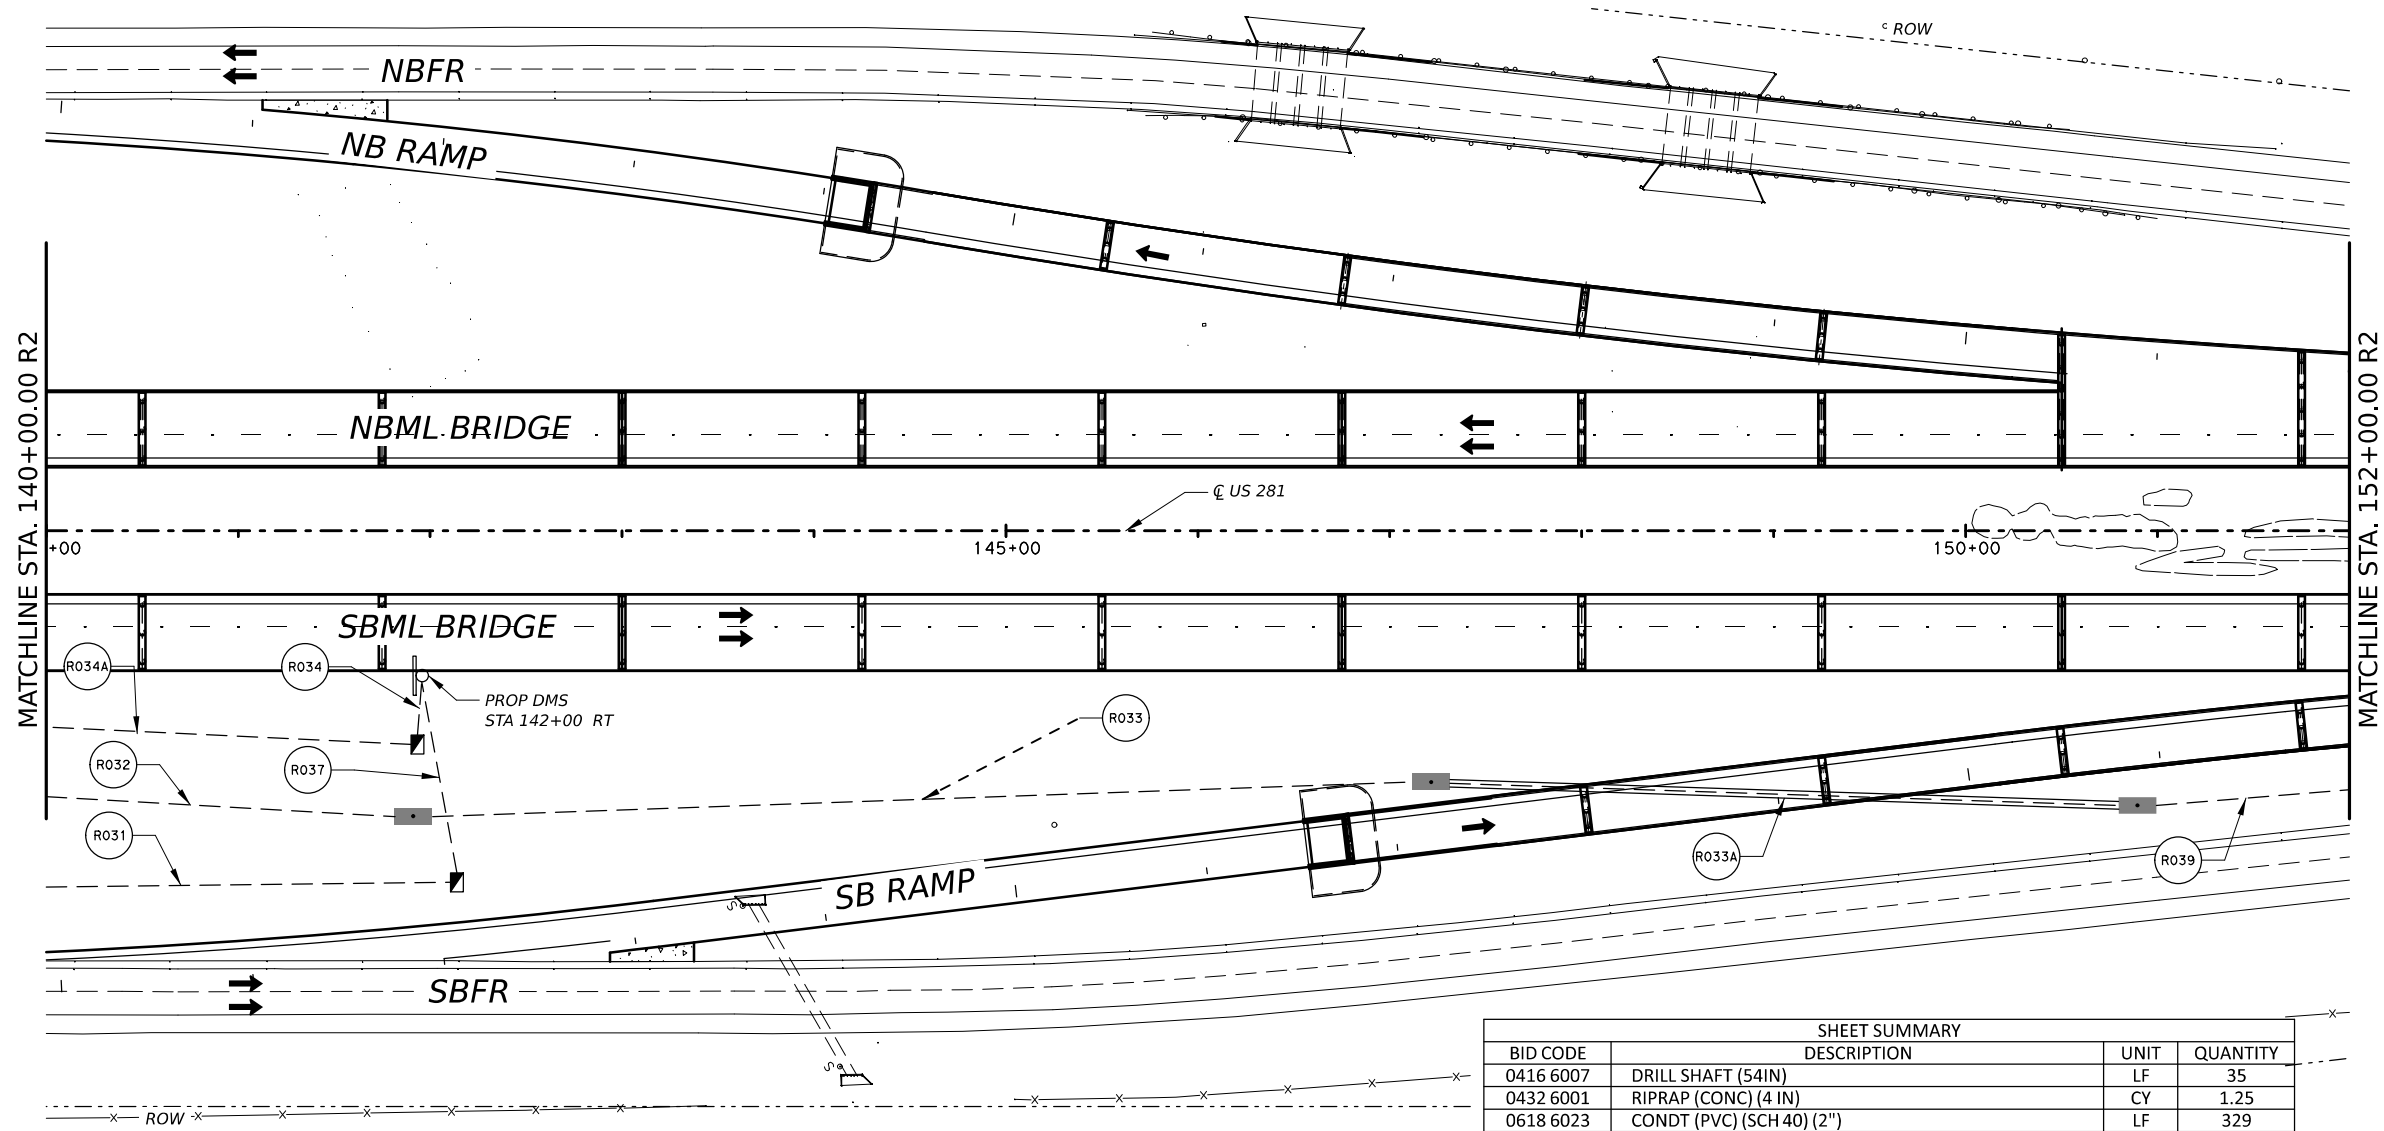 ℄ ROW
NBFR
NB RAMP
MATCHLINE STA. 140+00.00 R2
MATCHLINE STA. 152+00.00 R2
NBML BRIDGE
℄ US 281
+00
145+00
150+00
SBML BRIDGE
R034A
R034
PROP DMS
STA 142+00 RT
R033
R032
R037
R031
R033A
R039
SB RAMP
S
SBFR
S
ROW
SHEET SUMMARY
BID CODE DESCRIPTION UNIT QUANTITY
0416 6007 DRILL SHAFT (54IN) LF 35
0432 6001 RIPRAP (CONC) (4 IN) CY 1.25
0618 6023 CONDT (PVC) (SCH 40) (2") LF 329